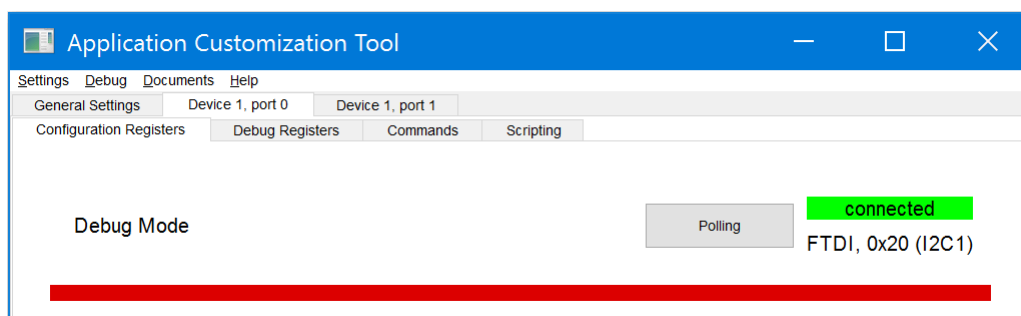 Application Customization Tool
Settings Debug Documents Help
General Settings Device 1, port 0 Device 1, port 1
Configuration Registers Debug Registers Commands Scripting
connected
Debug Mode Polling
FTDI, 0x20 (I2C1)